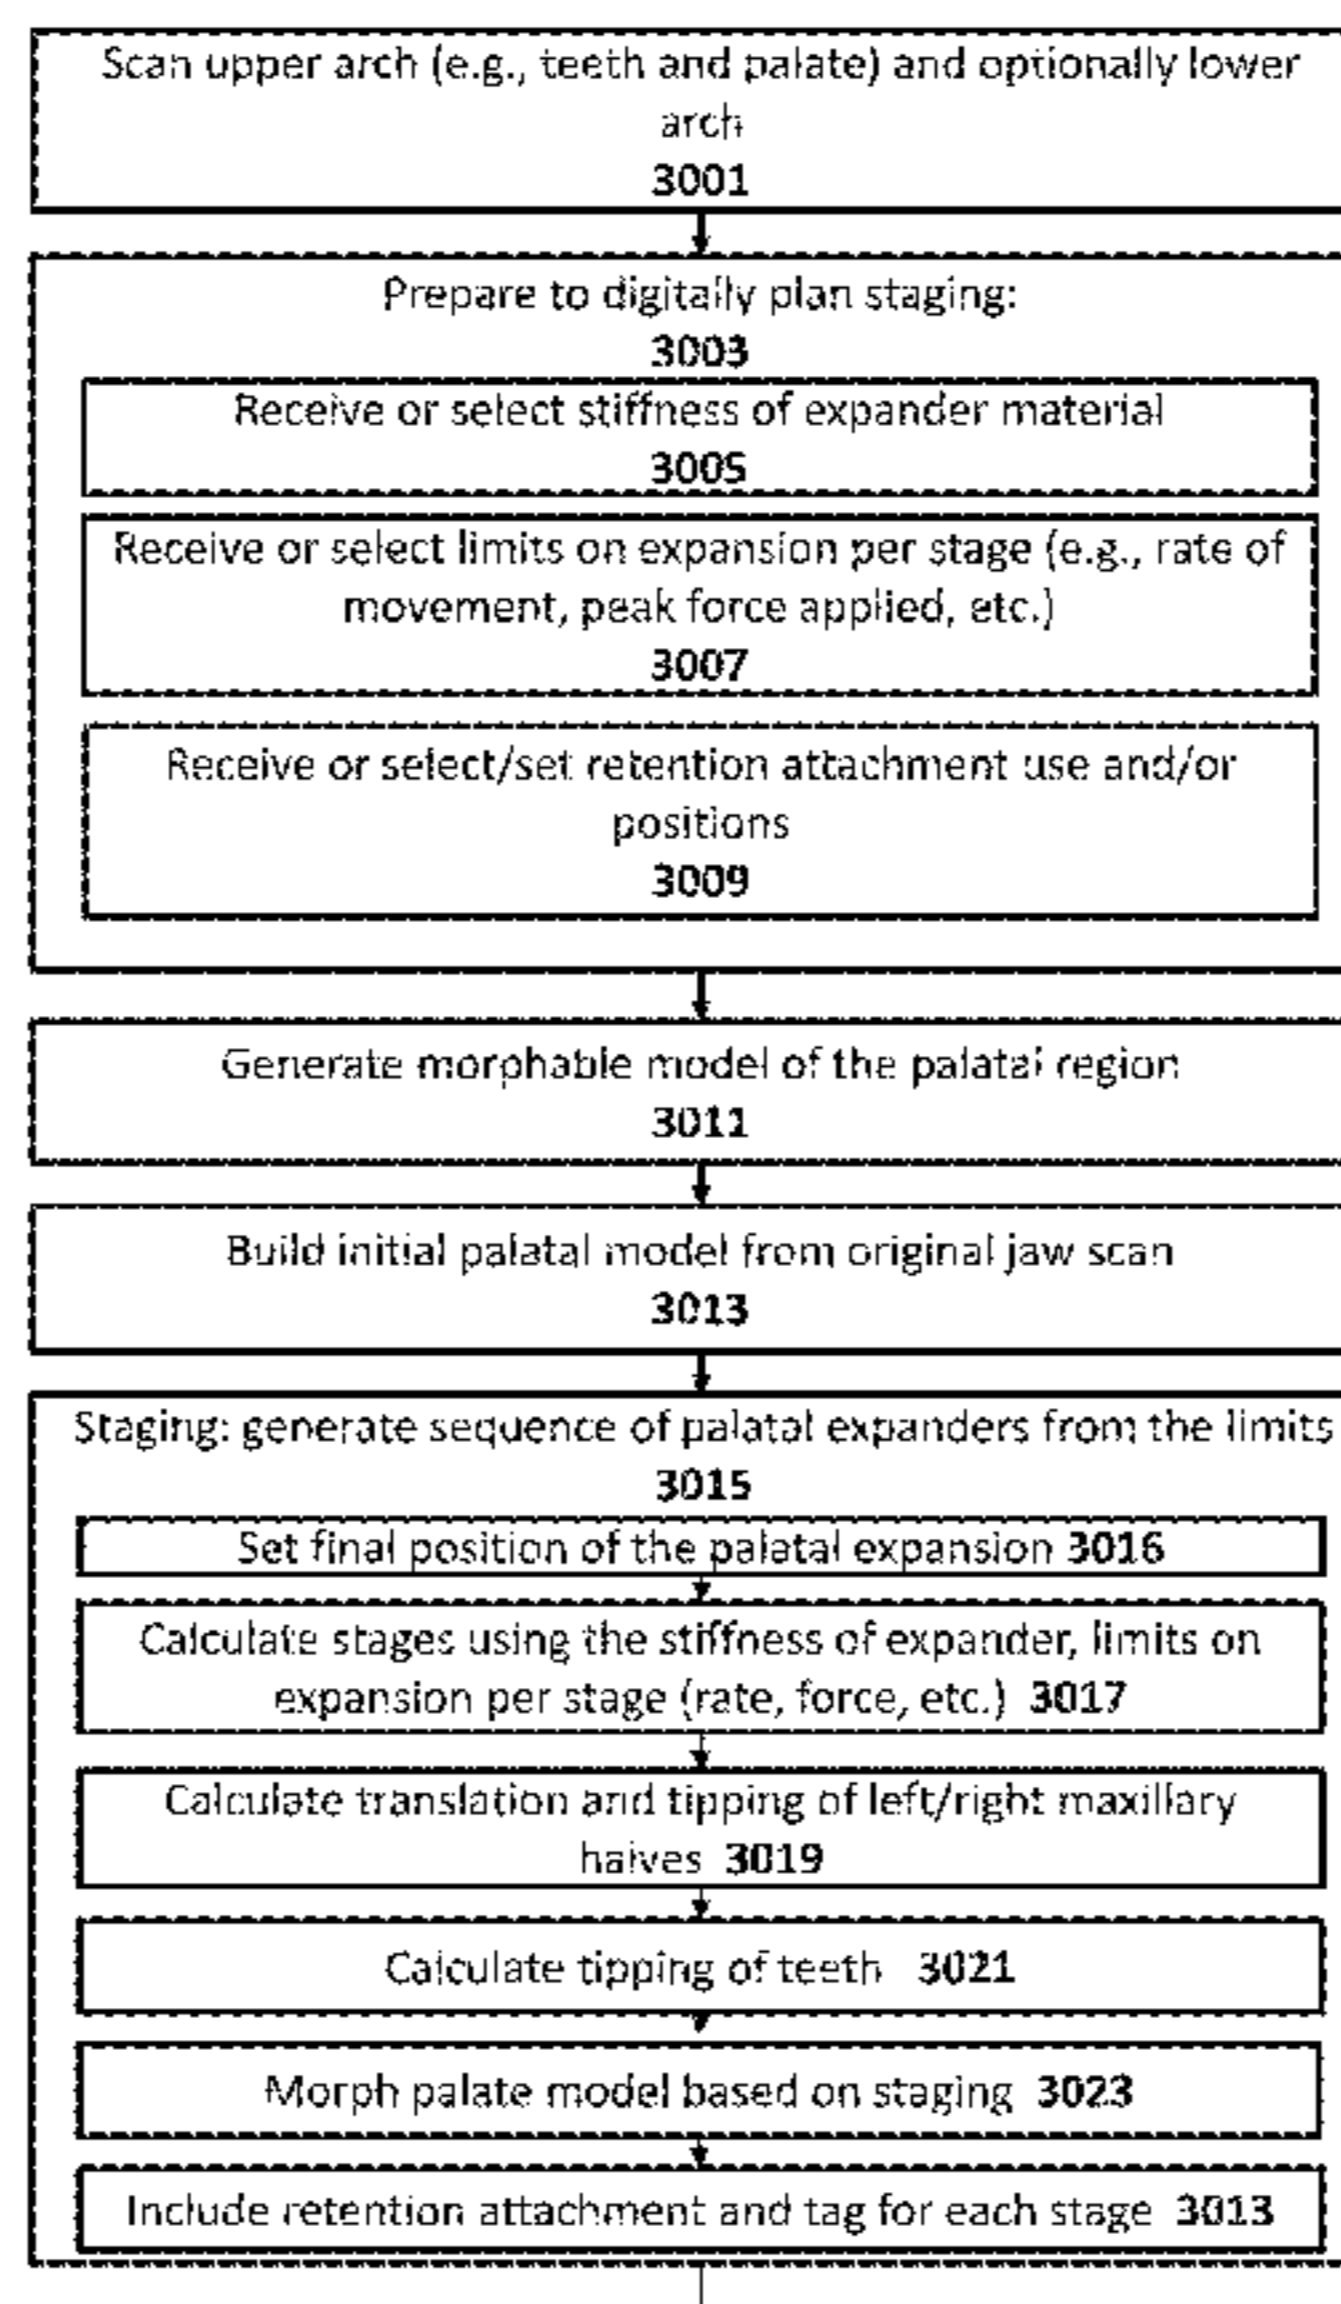 Scan upper arch (e.g., teeth and palate) and optionally lower
arch
3001
Prepare to digitally plan staging:
3003
Receive or select stiffness of expander material
3005
Receive or select limits on expansion per stage (e.g., rate of
movement, peak force applied, etc.)
3007
Receive or select/set retention attachment use and/or
positions
3009
Generate morphable model of the palatal region
3011
Build initial palatal model from original jaw scan
3013
Staging: generate sequence of palatal expanders from the limits
3015
Set final position of the palatal expansion 3016
Calculate stages using the stiffness of expander, limits on
expansion per stage (rate, force, etc.) 3017
Calculate translation and tipping of left/right maxillary
halves 3019
Calculate tipping of teeth 3021
Morph palate model based on staging 3023
Include retention attachment and tag for each stage 3013